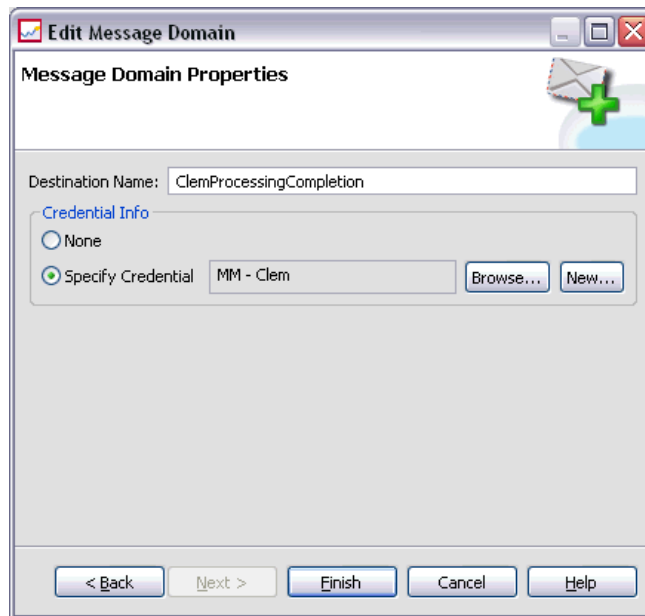 Edit Message Domain
Message Domain Properties
Destination Name: ClemProcessingCompletion
Credential Info
None
Specify Credential MM - Clem Browse... New...
< Back Next > Finish Cancel Help